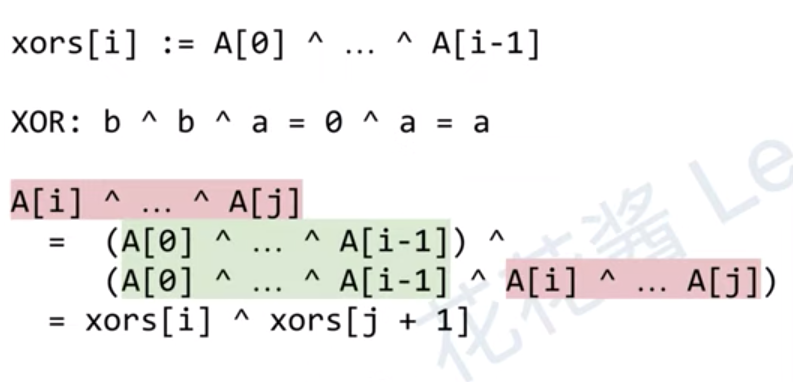 xors[i] := A[0] ^ … ^ A[i-1]
XOR: b ^ b ^ a = 0 ^ a = a
A[i] ^ … ^ A[j]
= (A[0] ^ … ^ A[i-1]) ^
(A[0] ^ … ^ A[i-1] ^ A[i] ^ … A[j])
= xors[i] ^ xors[j + 1]
花花酱 Le